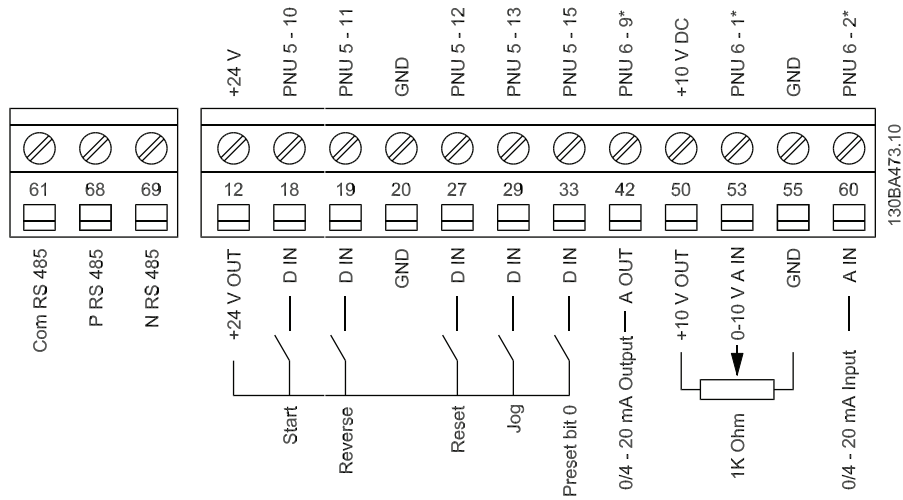 +24 V
PNU 5 - 10
PNU 5 - 11
GND
PNU 5 - 12
PNU 5 - 13
PNU 5 - 15
PNU 6 - 9*
+10 V DC
PNU 6 - 1*
GND
PNU 6 - 2*
61
68
69
12
18
19
20
27
29
33
42
50
53
55
60
130BA473.10
Com RS 485
P RS 485
N RS 485
+24 V OUT
D IN
D IN
GND
D IN
D IN
D IN
0/4 - 20 mA Output
A OUT
+10 V OUT
0-10 V A IN
GND
0/4 - 20 mA Input
A IN
Start
Reverse
Reset
Jog
Preset bit 0
1K Ohm